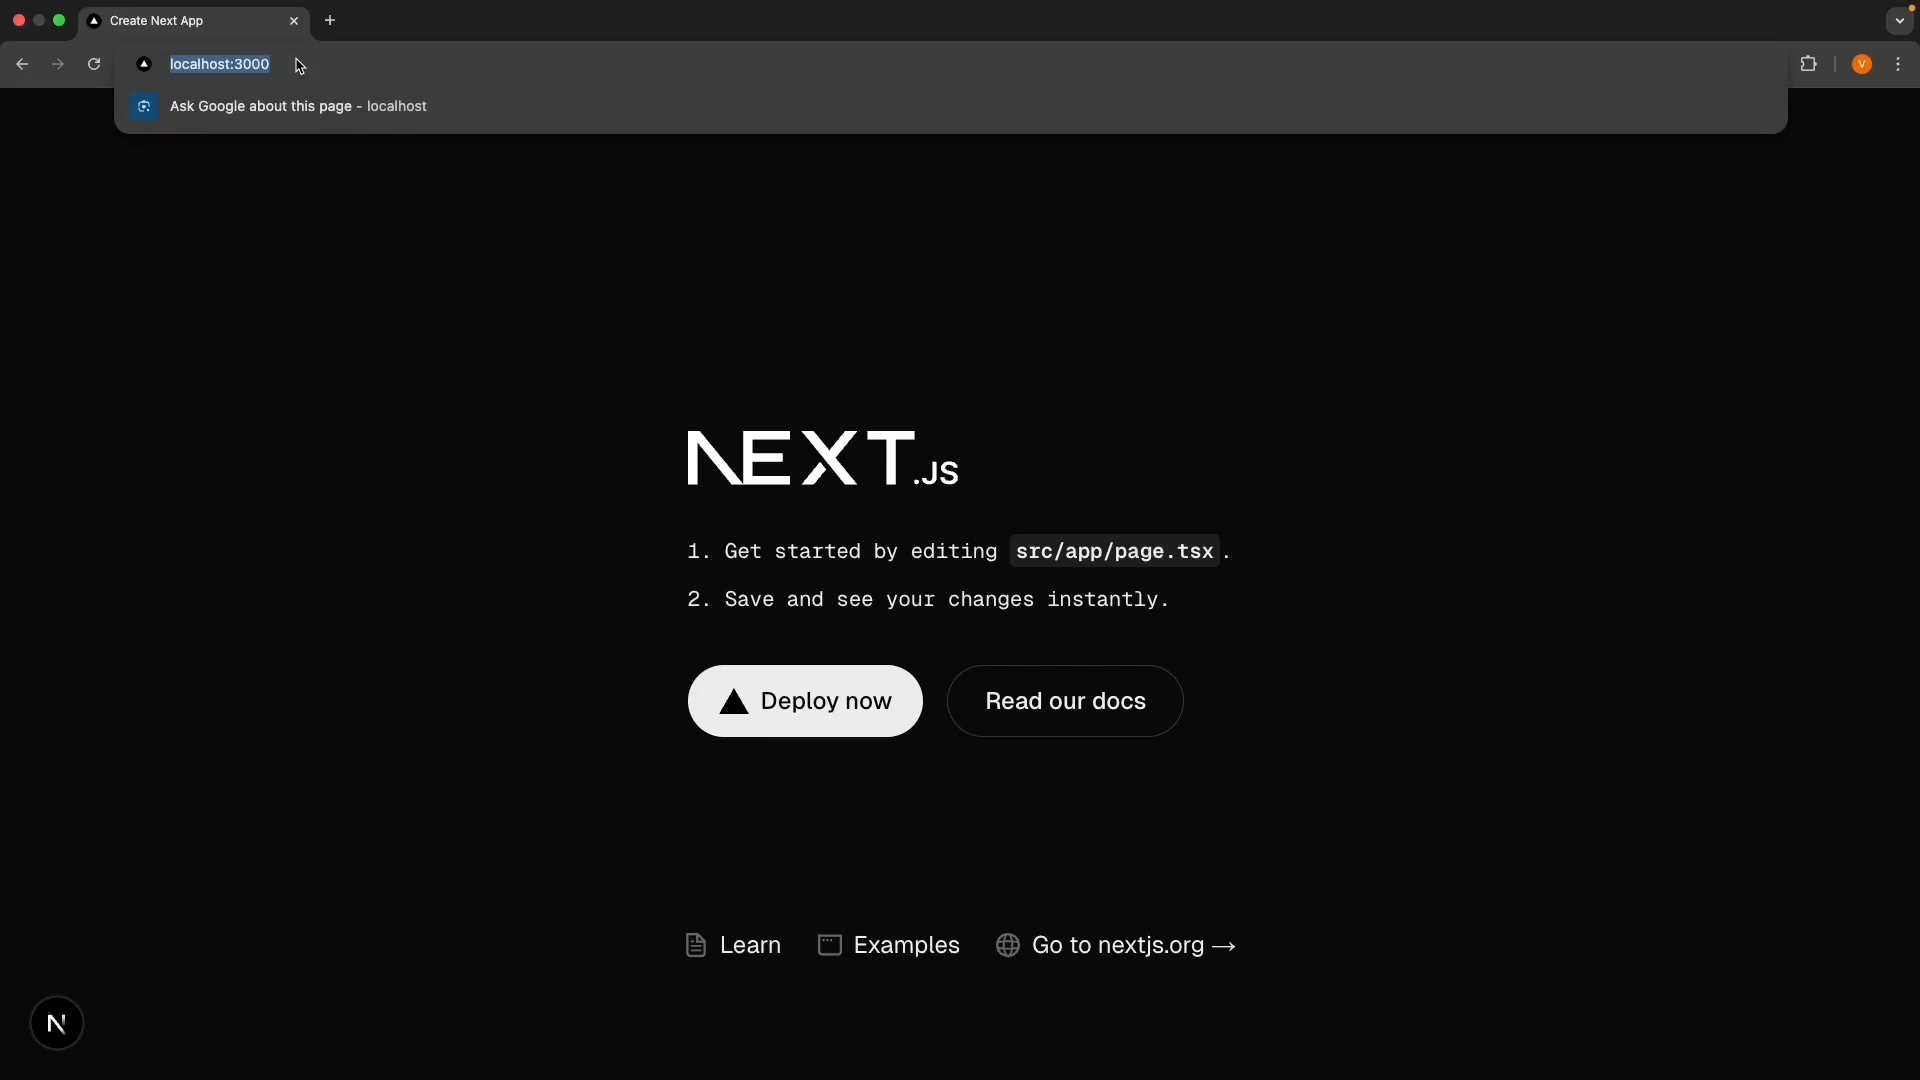 Create Next App
localhost:3000
V
Ask Google about this page - localhost
NEXT.JS
1. Get started by editing src/app/page.tsx.
2. Save and see your changes instantly.
Deploy now
Read our docs
Learn
Examples
Go to nextjs.org →
N